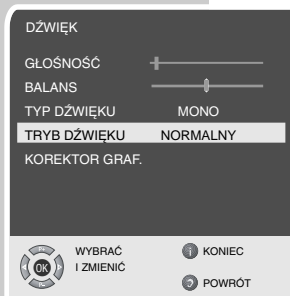 DŹWIĘK
GŁOŚNOŚĆ
BALANS
TYP DŹWIĘKU MONO
TRYB DŹWIĘKU NORMALNY
KOREKTOR GRAF.
WYBRAĆ
I ZMIENIĆ
OK
i KONIEC
POWRÓT